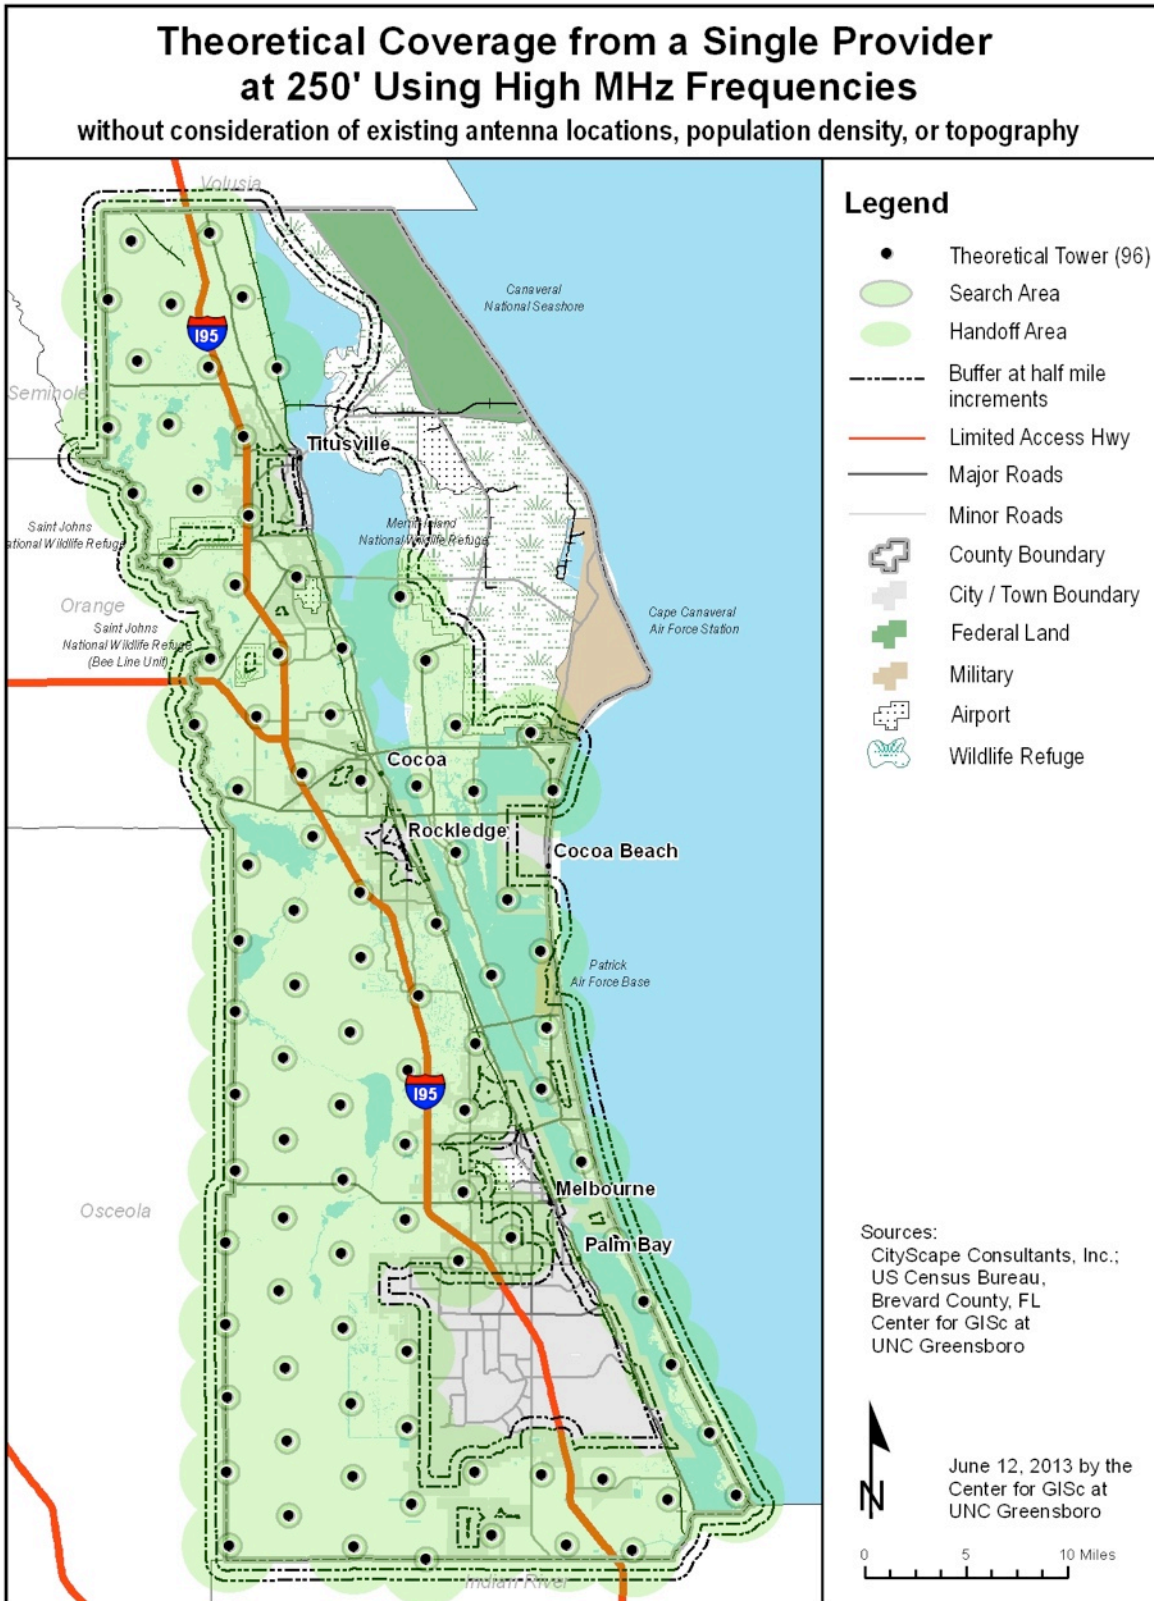 Theoretical Coverage from a Single Provider
at 250' Using High MHz Frequencies
without consideration of existing antenna locations, population density, or topography
Volusia
Canaveral
National Seashore
I95
Seminole
Titusville
Saint Johns
ational Wildlife Refuge
Merritt Island
National Wildlife Refuge
Orange
Saint Johns
National Wildlife Refuge
(Bee Line Unit)
Cape Canaveral
Air Force Station
Cocoa
Rockledge
Cocoa Beach
Patrick
Air Force Base
I95
Osceola
Melbourne
Palm Bay
Indian River
Legend
Theoretical Tower (96)
Search Area
Handoff Area
Buffer at half mile
increments
Limited Access Hwy
Major Roads
Minor Roads
County Boundary
City / Town Boundary
Federal Land
Military
Airport
Wildlife Refuge
Sources:
CityScape Consultants, Inc.;
US Census Bureau,
Brevard County, FL
Center for GISc at
UNC Greensboro
N
June 12, 2013 by the
Center for GISc at
UNC Greensboro
0 5 10 Miles